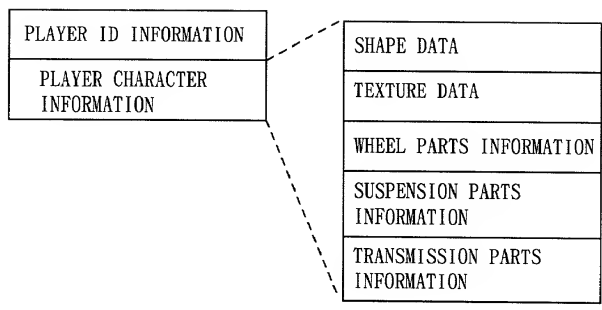 PLAYER ID INFORMATION
PLAYER CHARACTER
INFORMATION
SHAPE DATA
TEXTURE DATA
WHEEL PARTS INFORMATION
SUSPENSION PARTS
INFORMATION
TRANSMISSION PARTS
INFORMATION